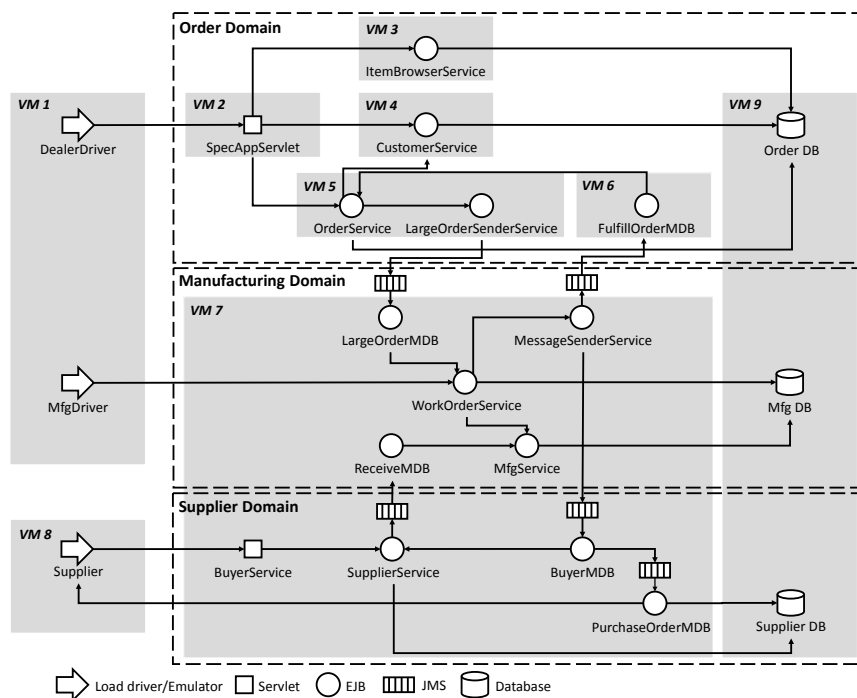 Order Domain
VM 3
ItemBrowserService
VM 1
VM 2
VM 4
VM 9
DealerDriver
SpecAppServlet
CustomerService
Order DB
VM 5
VM 6
OrderService
LargeOrderSenderService
FulfillOrderMDB
Manufacturing Domain
VM 7
LargeOrderMDB
MessageSenderService
MfgDriver
WorkOrderService
Mfg DB
ReceiveMDB
MfgService
Supplier Domain
VM 8
Supplier
BuyerService
SupplierService
BuyerMDB
PurchaseOrderMDB
Supplier DB
Load driver/Emulator
Servlet
EJB
JMS
Database